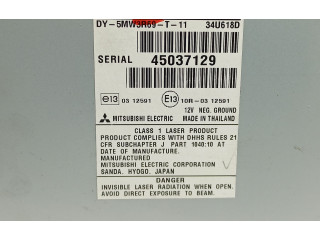 DY-5MW3R69-T-11 34U618D
SERIAL 45037129
e13 03 12591 E13 10R-03 12591
12V NEG. GROUND
MITSUBISHI ELECTRIC MADE IN THAILAND
CLASS 1 LASER PRODUCT
PRODUCT COMPLIES WITH DHHS RULES 21
CFR SUBCHAPTER J PART 1040:10 AT
DATE OF MANUFACTURE.
MANUFACTURED
MITSUBISHI ELECTRIC CORPORATION
SANDA. HYOGO. JAPAN
DANGER
INVISIBLE LASER RADIATION WHEN OPEN.
AVOID DIRECT EXPOSURE TO BEAM.